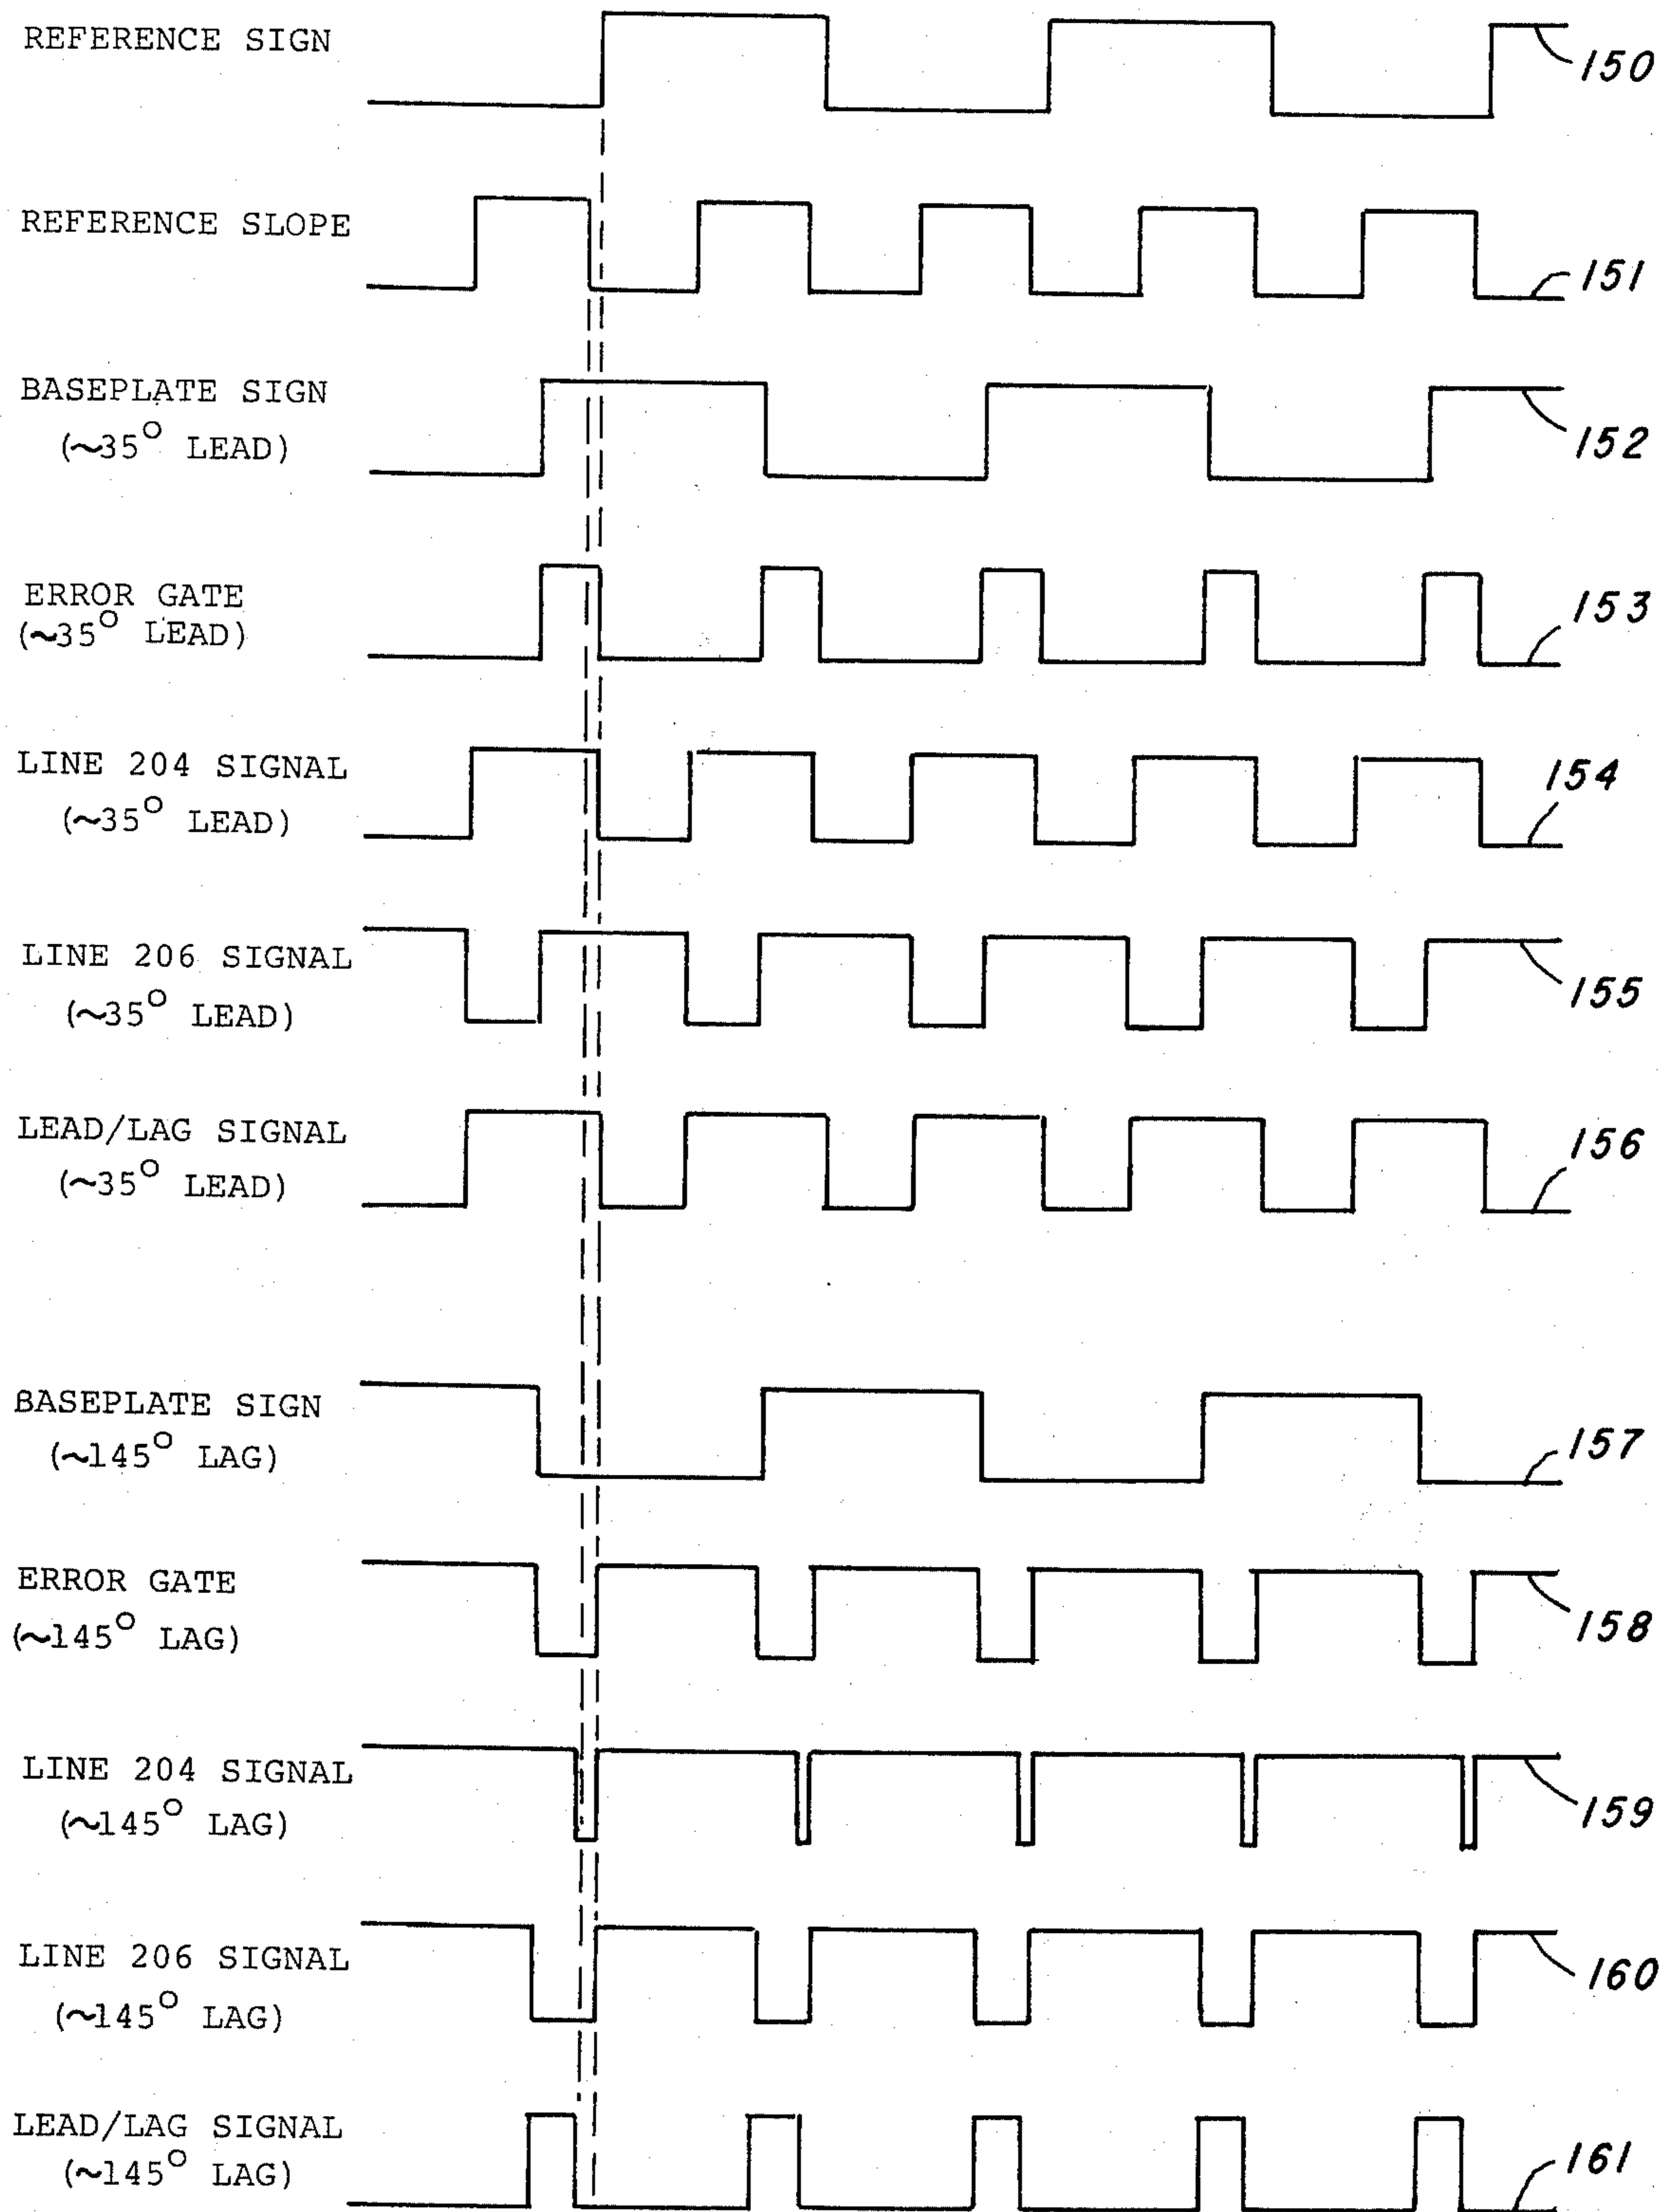 REFERENCE SIGN
150
REFERENCE SLOPE
151
BASEPLATE SIGN
(~35° LEAD)
152
ERROR GATE
(~35° LEAD)
153
LINE 204 SIGNAL
(~35° LEAD)
154
LINE 206 SIGNAL
(~35° LEAD)
155
LEAD/LAG SIGNAL
(~35° LEAD)
156
BASEPLATE SIGN
(~145° LAG)
157
ERROR GATE
(~145° LAG)
158
LINE 204 SIGNAL
(~145° LAG)
159
LINE 206 SIGNAL
(~145° LAG)
160
LEAD/LAG SIGNAL
(~145° LAG)
161